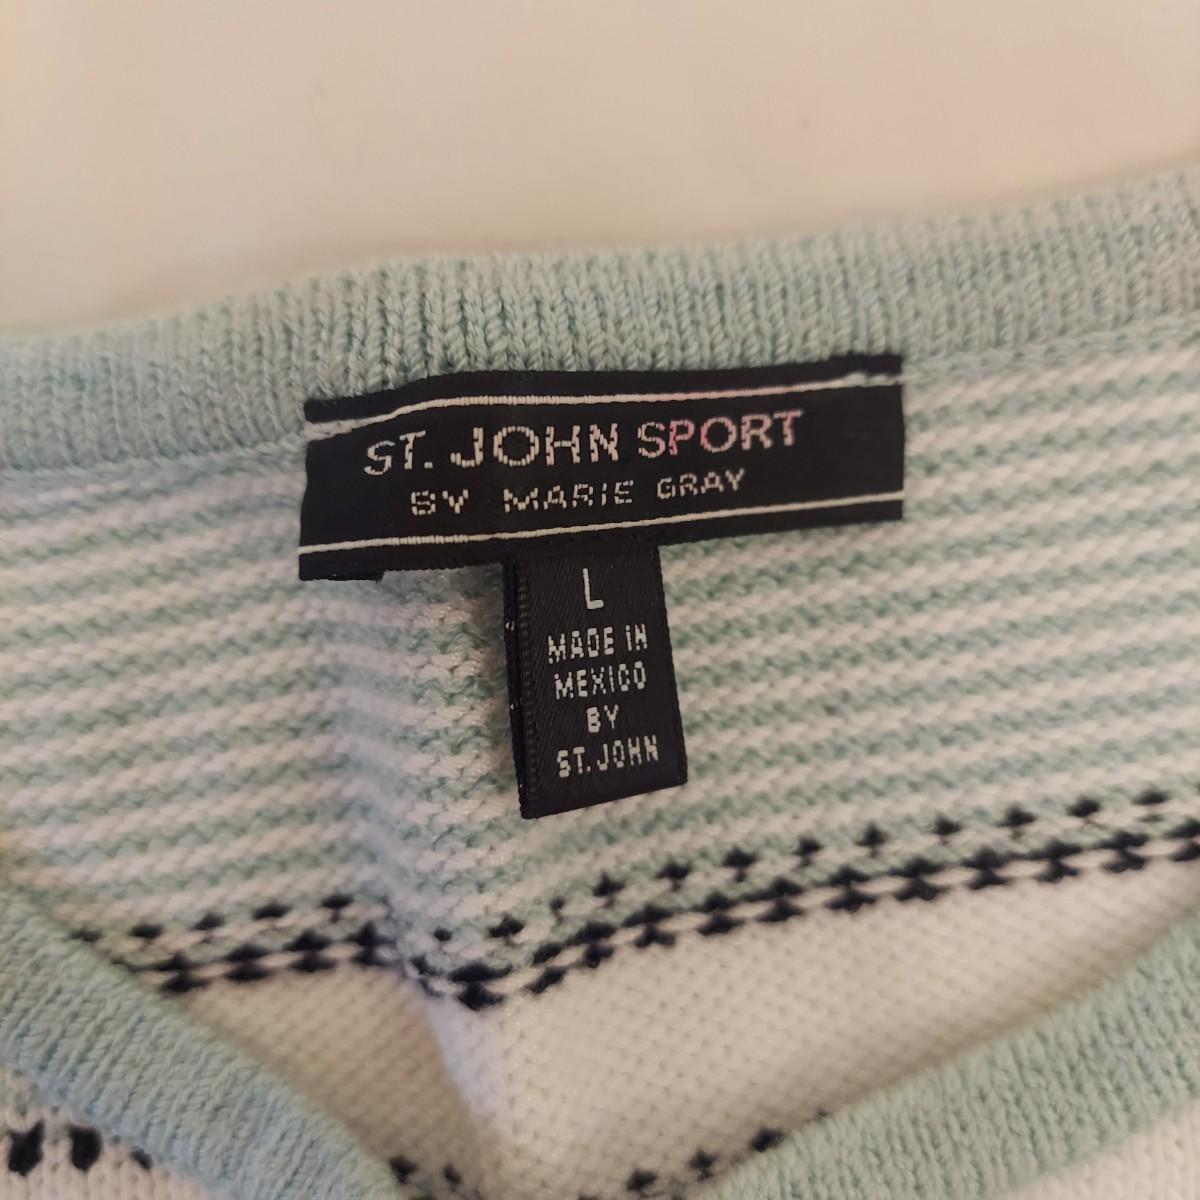 ST. JOHN SPORT
BY MARIE GRAY
L
MADE IN
MEXICO
BY
ST. JOHN